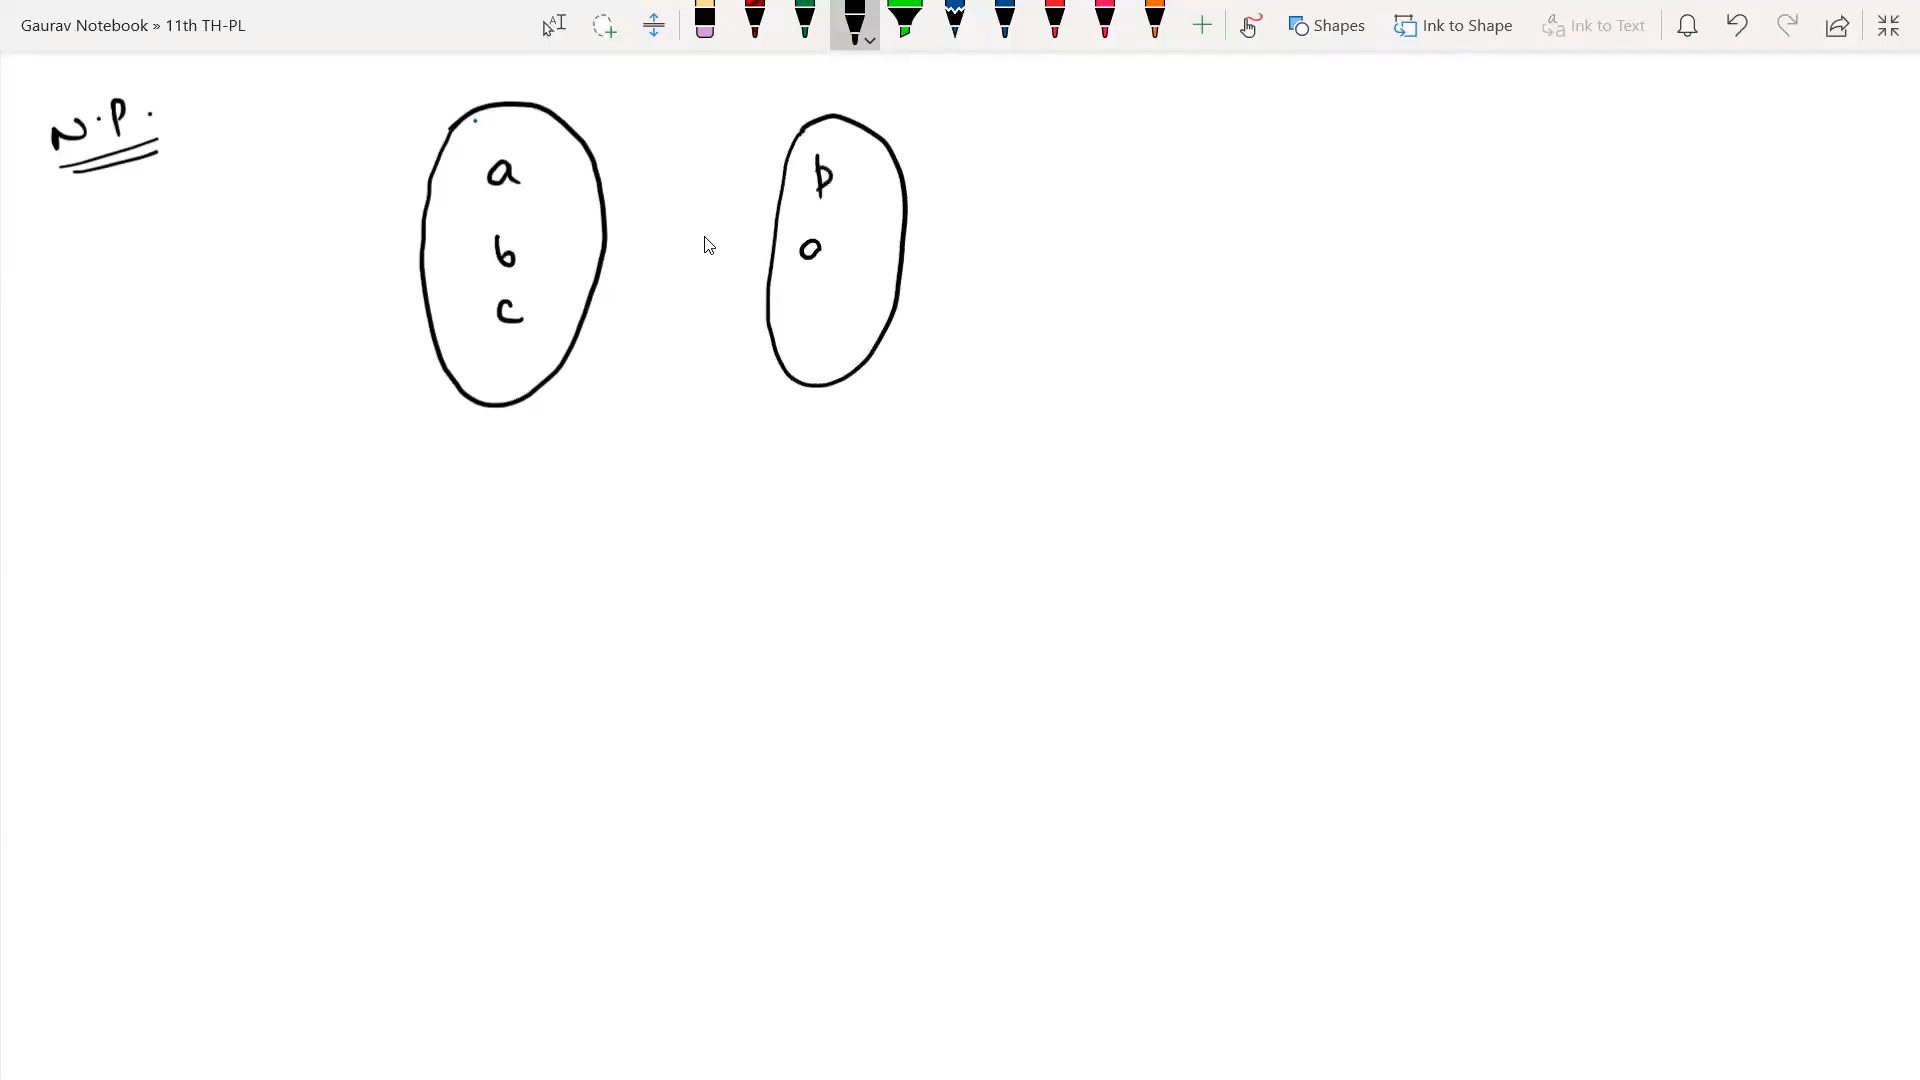 Gaurav Notebook » 11th TH-PL
Shapes
Ink to Shape
Ink to Text
N.P.
a
b
c
p
o